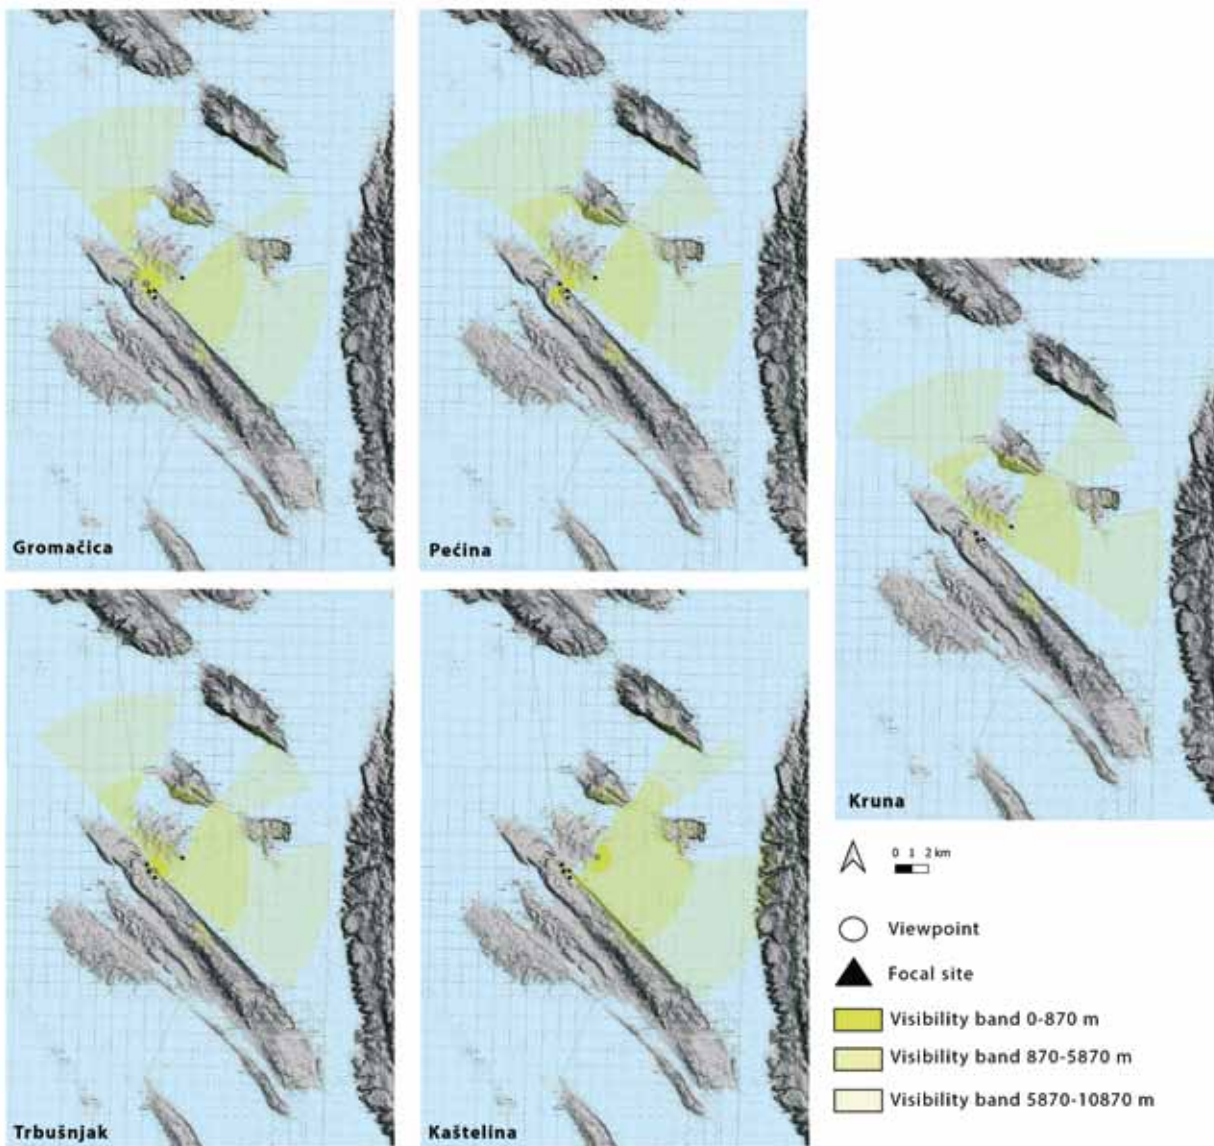 Gromačica
Pećina
Kruna
Trbušnjak
Kaštelina
0 1 2 km
Viewpoint
Focal site
Visibility band 0-870 m
Visibility band 870-5870 m
Visibility band 5870-10870 m